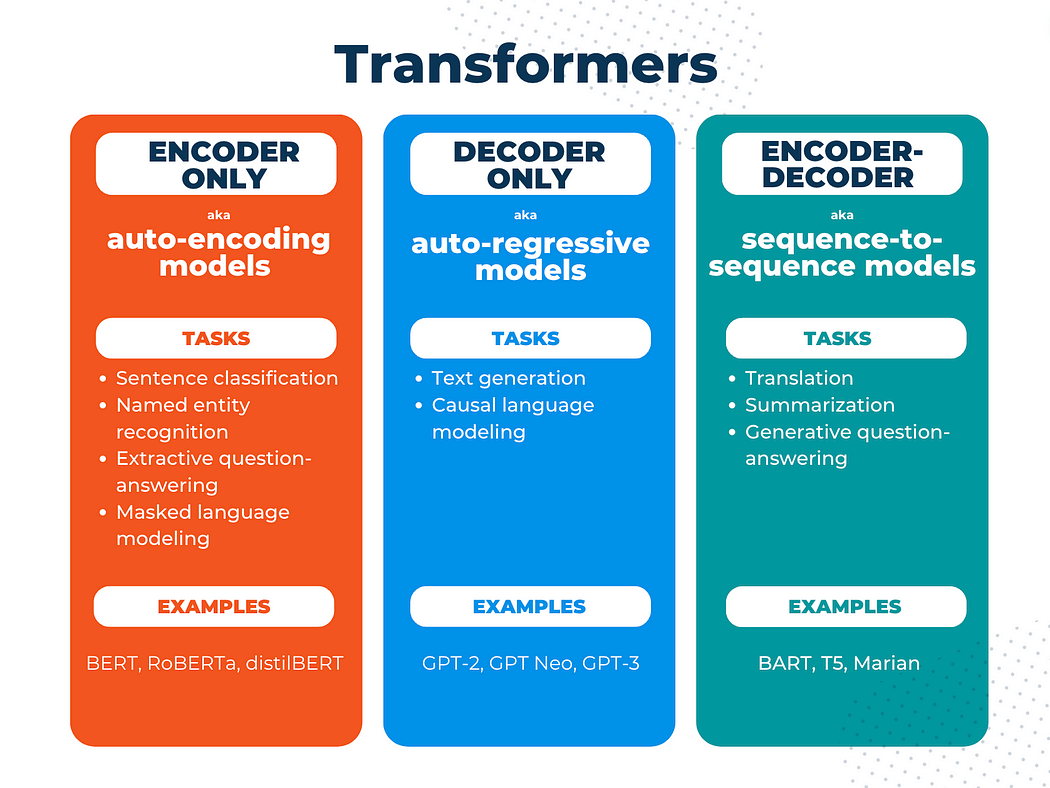 Transformers
ENCODER
ONLY
aka
auto-encoding
models
TASKS
• Sentence classification
• Named entity
recognition
• Extractive question-
answering
• Masked language
modeling
EXAMPLES
BERT, RoBERTa, distilBERT
DECODER
ONLY
aka
auto-regressive
models
TASKS
• Text generation
• Causal language
modeling
EXAMPLES
GPT-2, GPT Neo, GPT-3
ENCODER-
DECODER
aka
sequence-to-
sequence models
TASKS
• Translation
• Summarization
• Generative question-
answering
EXAMPLES
BART, T5, Marian